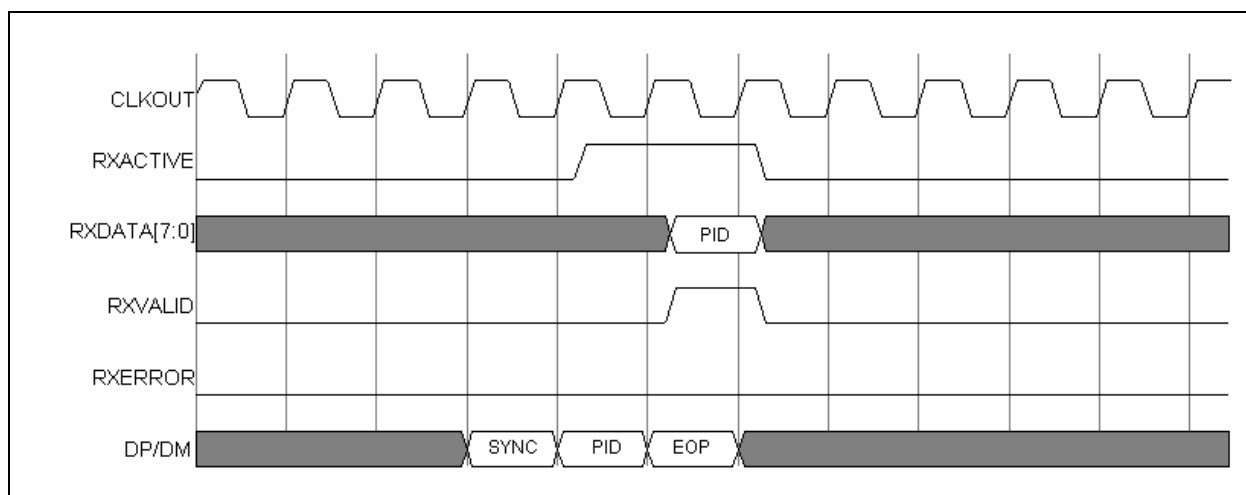 CLKOUT
RXACTIVE
RXDATA[7:0]
PID
RXVALID
RXERROR
DP/DM
SYNC
PID
EOP